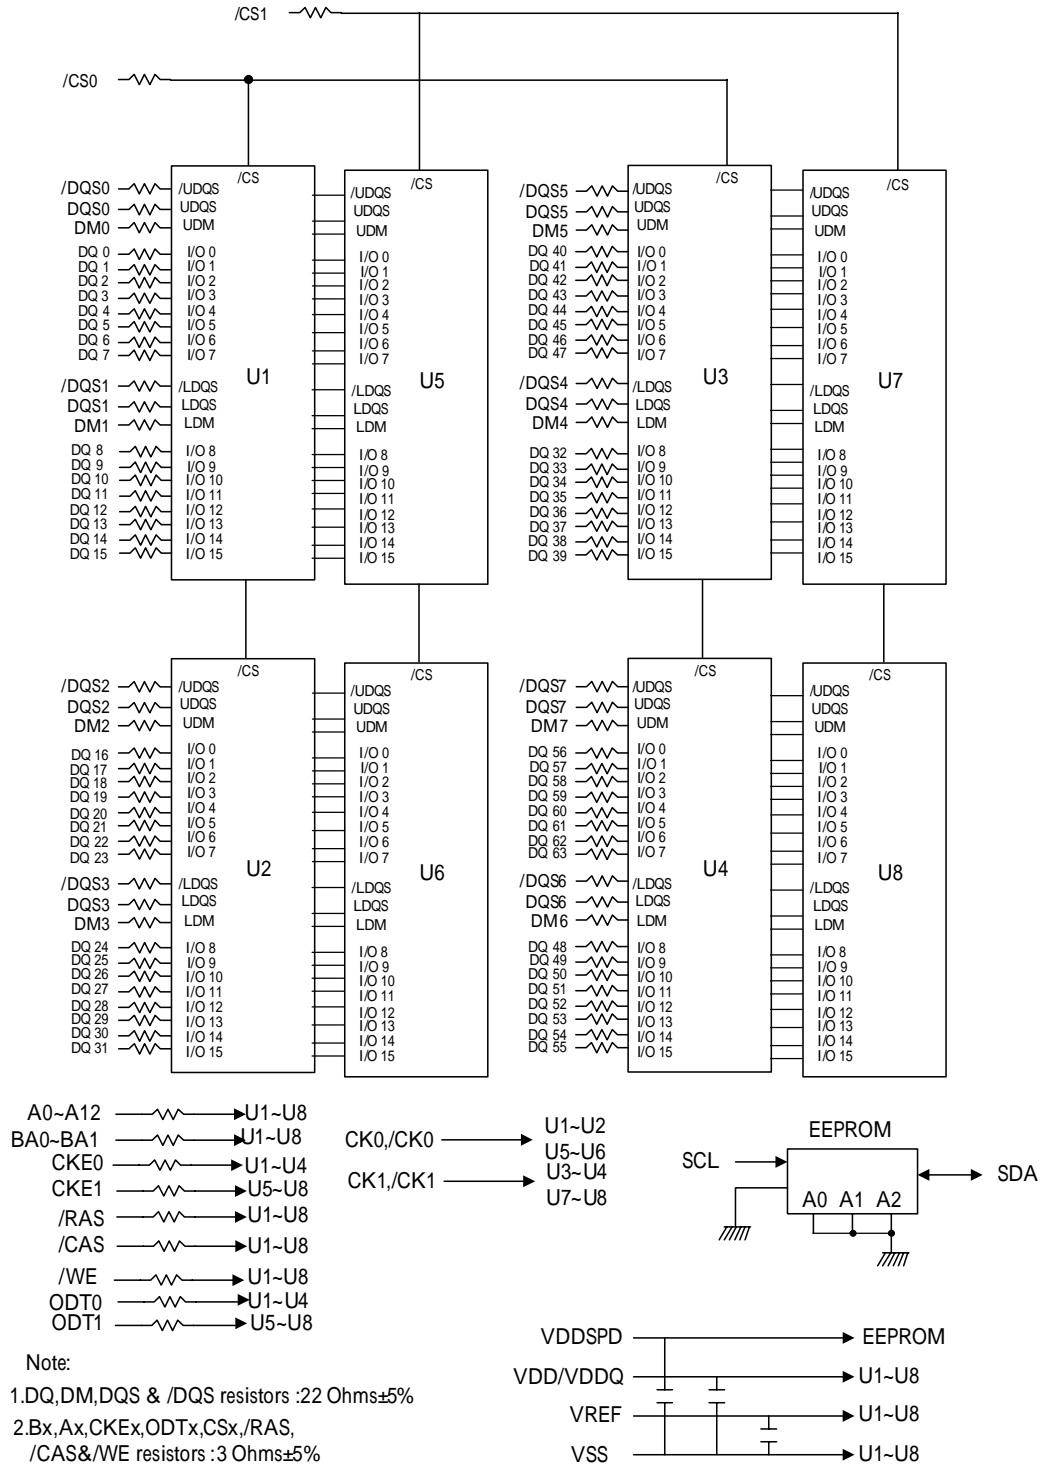 /CS1
/CS0
/CS
/DQS0
DQS0
DM0
DQ 0
DQ 1
DQ 2
DQ 3
DQ 4
DQ 5
DQ 6
DQ 7
/DQS1
DQS1
DM1
DQ 8
DQ 9
DQ 10
DQ 11
DQ 12
DQ 13
DQ 14
DQ 15
/UDQS
UDQS
UDM
I/O 0
I/O 1
I/O 2
I/O 3
I/O 4
I/O 5
I/O 6
I/O 7
U1
/LDQS
LDQS
LDM
I/O 8
I/O 9
I/O 10
I/O 11
I/O 12
I/O 13
I/O 14
I/O 15
/CS
/UDQS
UDQS
UDM
I/O 0
I/O 1
I/O 2
I/O 3
I/O 4
I/O 5
I/O 6
I/O 7
U5
/LDQS
LDQS
LDM
I/O 8
I/O 9
I/O 10
I/O 11
I/O 12
I/O 13
I/O 14
I/O 15
/CS
/DQS5
DQS5
DM5
DQ 40
DQ 41
DQ 42
DQ 43
DQ 44
DQ 45
DQ 46
DQ 47
/DQS4
DQS4
DM4
DQ 32
DQ 33
DQ 34
DQ 35
DQ 36
DQ 37
DQ 38
DQ 39
/UDQS
UDQS
UDM
I/O 0
I/O 1
I/O 2
I/O 3
I/O 4
I/O 5
I/O 6
I/O 7
U3
/LDQS
LDQS
LDM
I/O 8
I/O 9
I/O 10
I/O 11
I/O 12
I/O 13
I/O 14
I/O 15
/CS
/UDQS
UDQS
UDM
I/O 0
I/O 1
I/O 2
I/O 3
I/O 4
I/O 5
I/O 6
I/O 7
U7
/LDQS
LDQS
LDM
I/O 8
I/O 9
I/O 10
I/O 11
I/O 12
I/O 13
I/O 14
I/O 15
/CS
/DQS2
DQS2
DM2
DQ 16
DQ 17
DQ 18
DQ 19
DQ 20
DQ 21
DQ 22
DQ 23
/DQS3
DQS3
DM3
DQ 24
DQ 25
DQ 26
DQ 27
DQ 28
DQ 29
DQ 30
DQ 31
/UDQS
UDQS
UDM
I/O 0
I/O 1
I/O 2
I/O 3
I/O 4
I/O 5
I/O 6
I/O 7
U2
/LDQS
LDQS
LDM
I/O 8
I/O 9
I/O 10
I/O 11
I/O 12
I/O 13
I/O 14
I/O 15
/CS
/UDQS
UDQS
UDM
I/O 0
I/O 1
I/O 2
I/O 3
I/O 4
I/O 5
I/O 6
I/O 7
U6
/LDQS
LDQS
LDM
I/O 8
I/O 9
I/O 10
I/O 11
I/O 12
I/O 13
I/O 14
I/O 15
/CS
/DQS7
DQS7
DM7
DQ 56
DQ 57
DQ 58
DQ 59
DQ 60
DQ 61
DQ 62
DQ 63
/DQS6
DQS6
DM6
DQ 48
DQ 49
DQ 50
DQ 51
DQ 52
DQ 53
DQ 54
DQ 55
/UDQS
UDQS
UDM
I/O 0
I/O 1
I/O 2
I/O 3
I/O 4
I/O 5
I/O 6
I/O 7
U4
/LDQS
LDQS
LDM
I/O 8
I/O 9
I/O 10
I/O 11
I/O 12
I/O 13
I/O 14
I/O 15
/CS
/UDQS
UDQS
UDM
I/O 0
I/O 1
I/O 2
I/O 3
I/O 4
I/O 5
I/O 6
I/O 7
U8
/LDQS
LDQS
LDM
I/O 8
I/O 9
I/O 10
I/O 11
I/O 12
I/O 13
I/O 14
I/O 15
A0~A12 U1~U8
BA0~BA1 U1~U8
CKE0 U1~U4
CKE1 U5~U8
/RAS U1~U8
/CAS U1~U8
/WE U1~U8
ODT0 U1~U4
ODT1 U5~U8
CK0,/CK0 U1~U2
U5~U6
CK1,/CK1 U3~U4
U7~U8
EEPROM
SCL SDA
A0 A1 A2
VDDSPD EEPROM
VDD/VDDQ U1~U8
VREF U1~U8
VSS U1~U8
Note:
1.DQ,DM,DQS & /DQS resistors :22 Ohms±5%
2.Bx,Ax,CKEx,ODTx,CSx,/RAS,
/CAS&/WE resistors :3 Ohms±5%